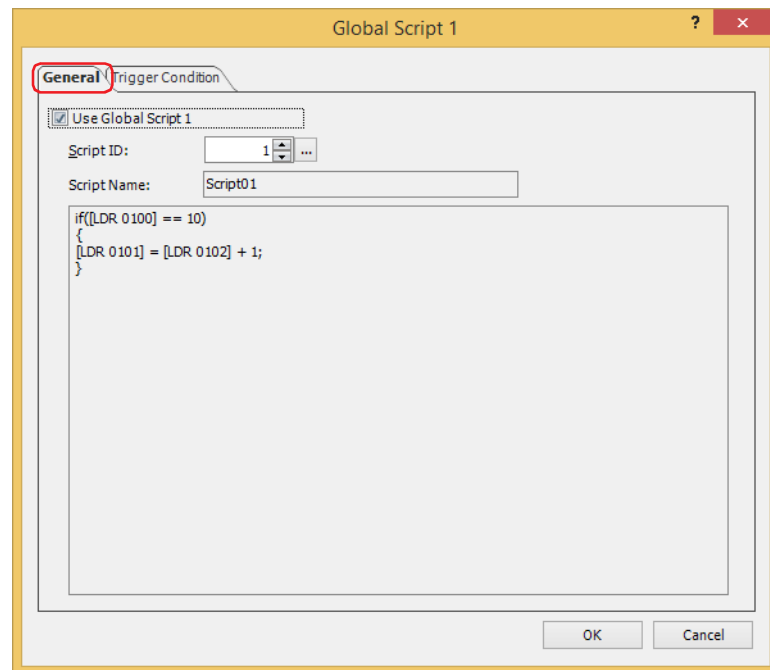 Global Script 1
? ×
General Trigger Condition
Use Global Script 1
Script ID: 1 ...
Script Name: Script01
if([LDR 0100] == 10)
{
[LDR 0101] = [LDR 0102] + 1;
}
OK Cancel